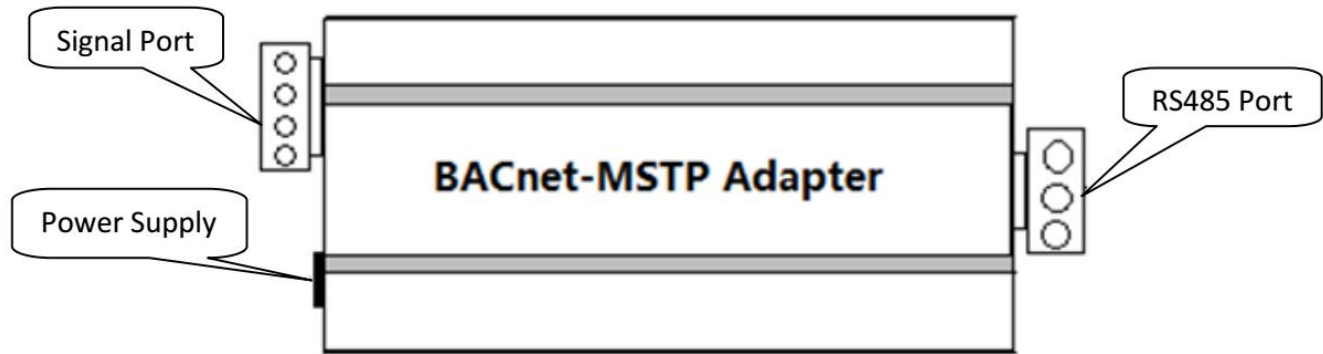 Signal Port
RS485 Port
BACnet-MSTP Adapter
Power Supply